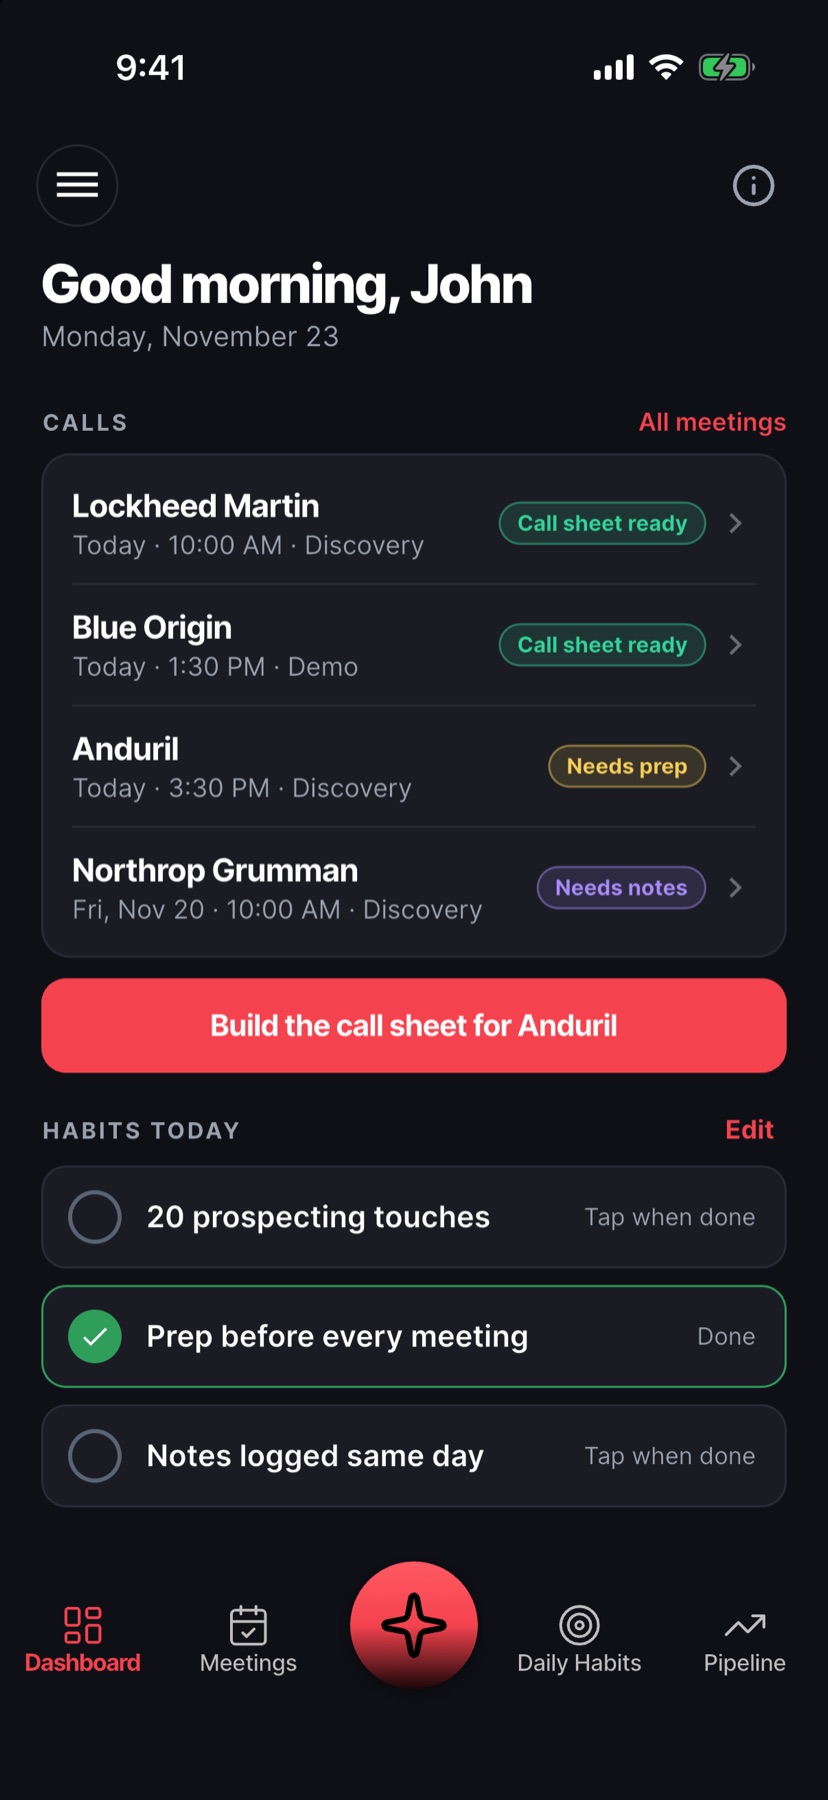 9:41
Good morning, John
Monday, November 23
CALLS
All meetings
Lockheed Martin
Today · 10:00 AM · Discovery
Call sheet ready
Blue Origin
Today · 1:30 PM · Demo
Call sheet ready
Anduril
Today · 3:30 PM · Discovery
Needs prep
Northrop Grumman
Fri, Nov 20 · 10:00 AM · Discovery
Needs notes
Build the call sheet for Anduril
HABITS TODAY
Edit
20 prospecting touches
Tap when done
Prep before every meeting
Done
Notes logged same day
Tap when done
Dashboard
Meetings
Daily Habits
Pipeline